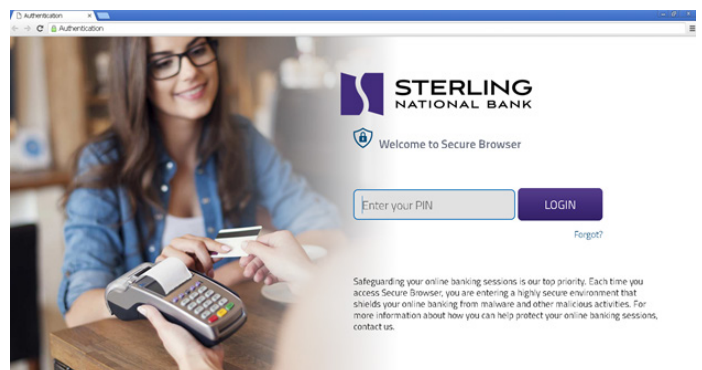 Authentication
Authentication
STERLING
NATIONAL BANK
Welcome to Secure Browser
Enter your PIN
LOGIN
Forgot?
Safeguarding your online banking sessions is our top priority. Each time you
access Secure Browser, you are entering a highly secure environment that
shields your online banking from malware and other malicious activities. For
more information about how you can help protect your online banking sessions,
contact us.